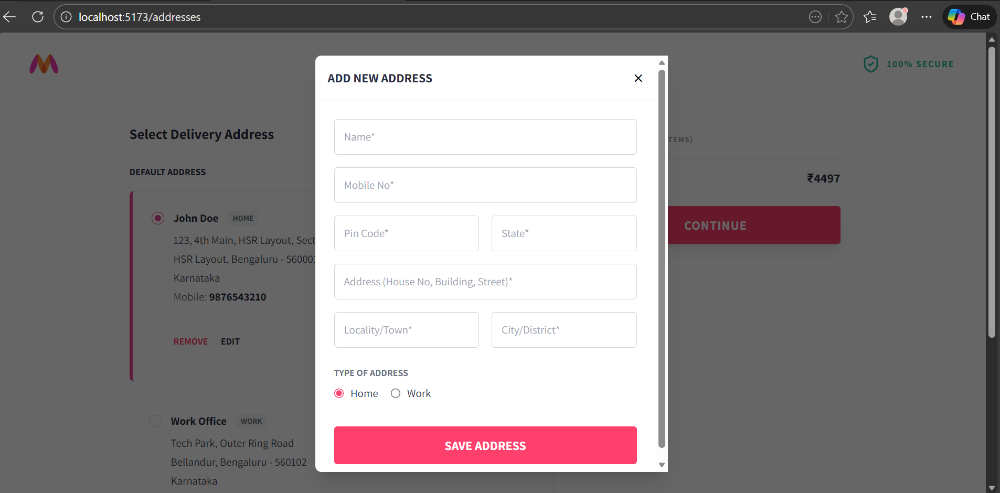 localhost:5173/addresses
Chat
100% SECURE
ADD NEW ADDRESS
Name*
Mobile No*
Pin Code*
State*
Address (House No, Building, Street)*
Locality/Town*
City/District*
TYPE OF ADDRESS
Home
Work
SAVE ADDRESS
Select Delivery Address
DEFAULT ADDRESS
John Doe
HOME
123, 4th Main, HSR Layout, Sect
HSR Layout, Bengaluru - 560001
Karnataka
Mobile: 9876543210
REMOVE
EDIT
Work Office
WORK
Tech Park, Outer Ring Road
Bellandur, Bengaluru - 560102
Karnataka
TEMS)
₹4497
CONTINUE